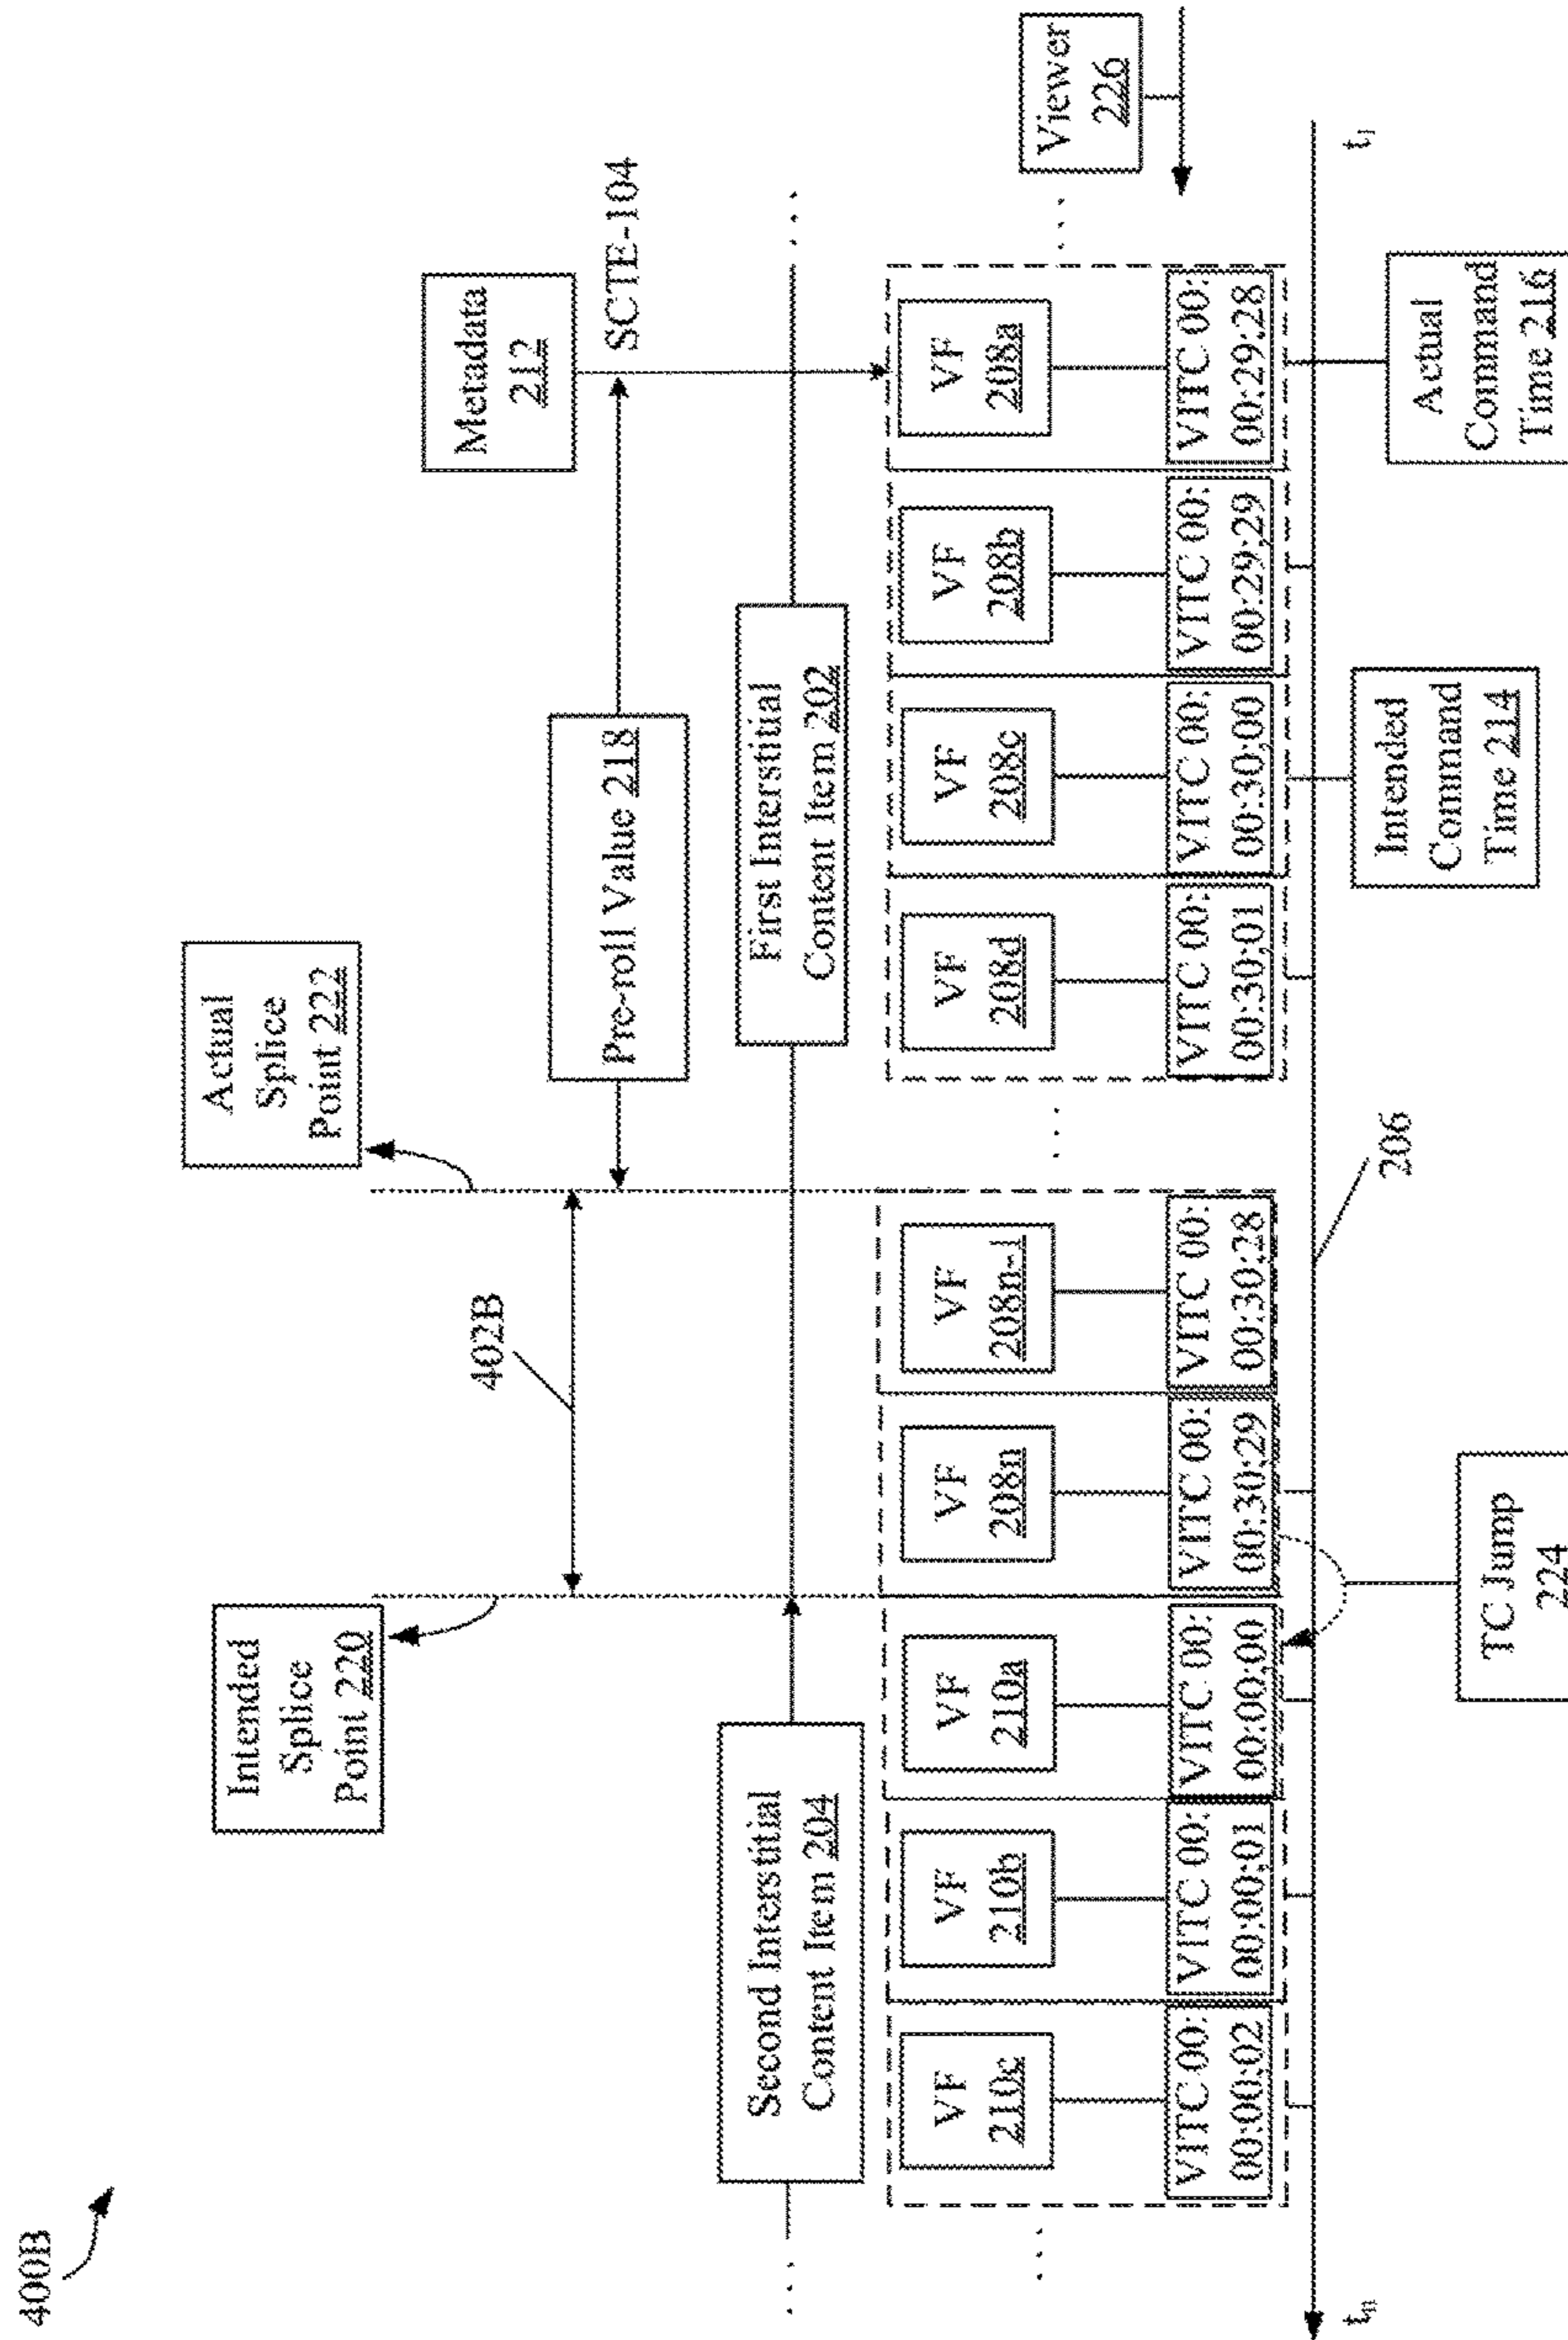 400B
Intended
Splice
Point 220
Actual
Splice
Point 222
402B
Metadata
212
Pre-roll Value 218
SCTE-104
Second Interstitial
Content Item 204
First Interstitial
Content Item 202
. . .
. . .
VF
210c
VF
210b
VF
210a
VF
208n
VF
208n-1
VF
208d
VF
208c
VF
208b
VF
208a
. . .
. . .
. . .
Viewer
226
VITC 00:
00:00:02
VITC 00:
00:00:01
VITC 00:
00:00:00
VITC 00:
00:30:29
VITC 00:
00:30:28
VITC 00:
00:30:01
VITC 00:
00:30:00
VITC 00:
00:29:29
VITC 00:
00:29:28
tn
t1
206
TC Jump
224
Intended
Command
Time 214
Actual
Command
Time 216